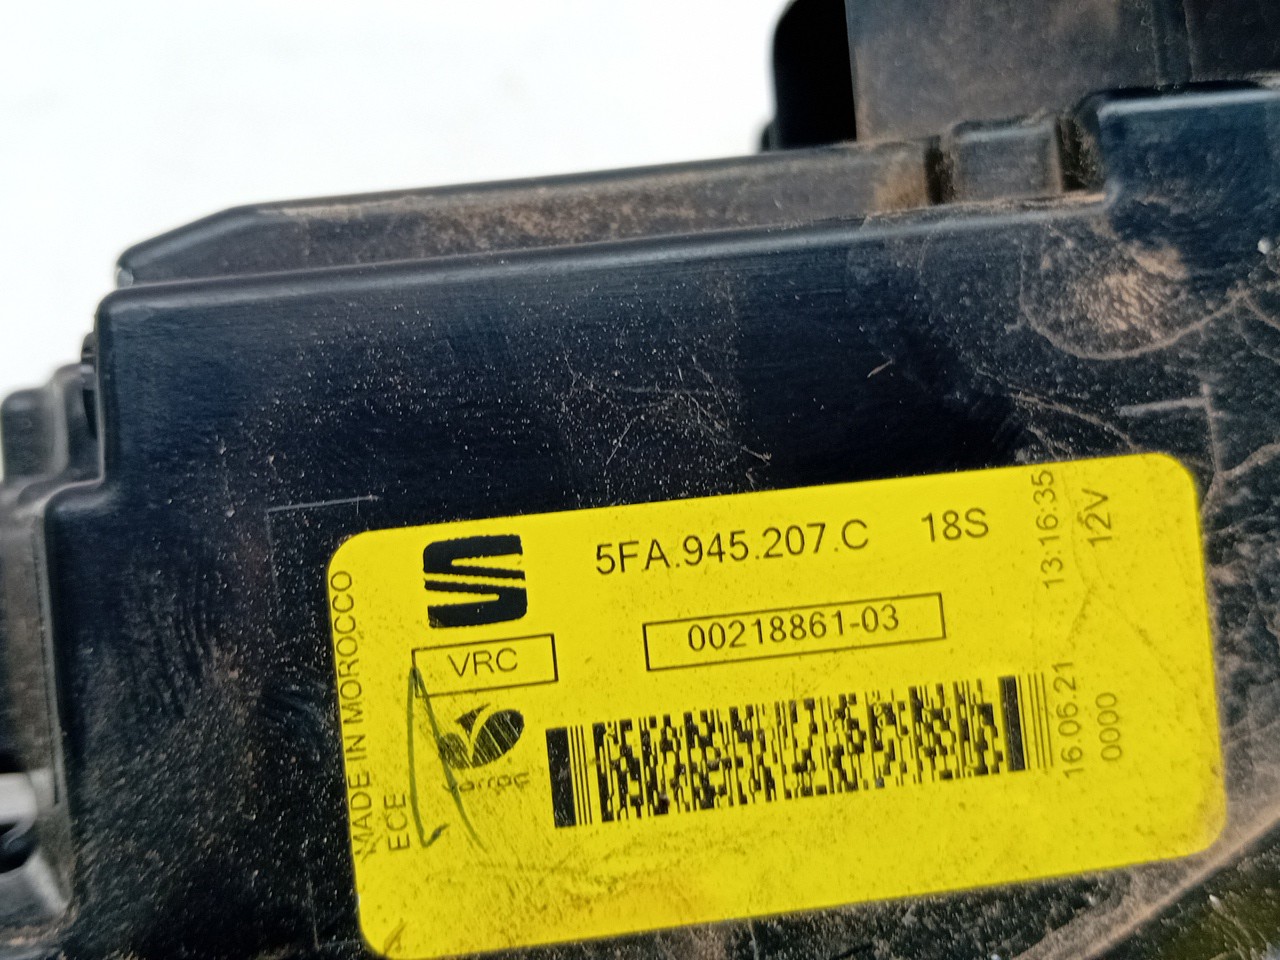 5FA.945.207.C 18S
VRC
00218861-03
MADE IN MOROCCO
ECE
16.06.21 13:16:35
0000 12V